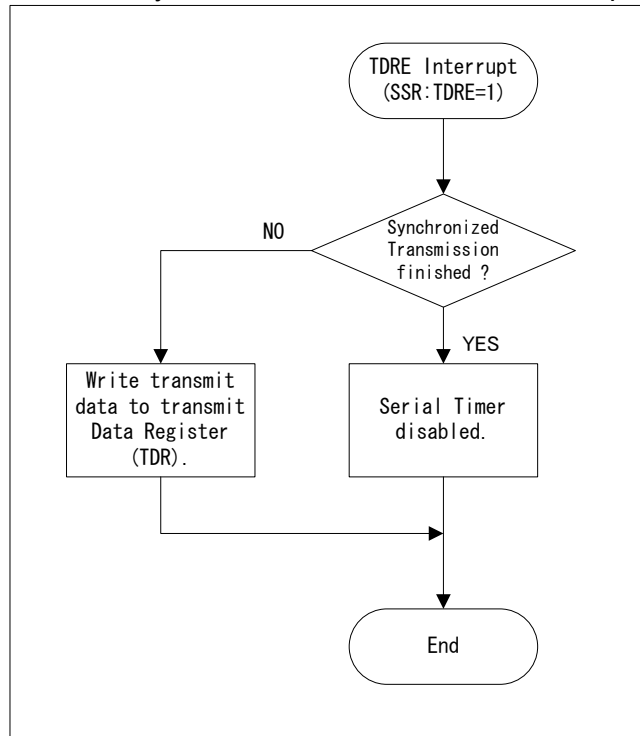 TDRE Interrupt
(SSR:TDRE=1)
Synchronized
Transmission
finished ?
NO
YES
Write transmit
data to transmit
Data Register
(TDR).
Serial Timer
disabled.
End